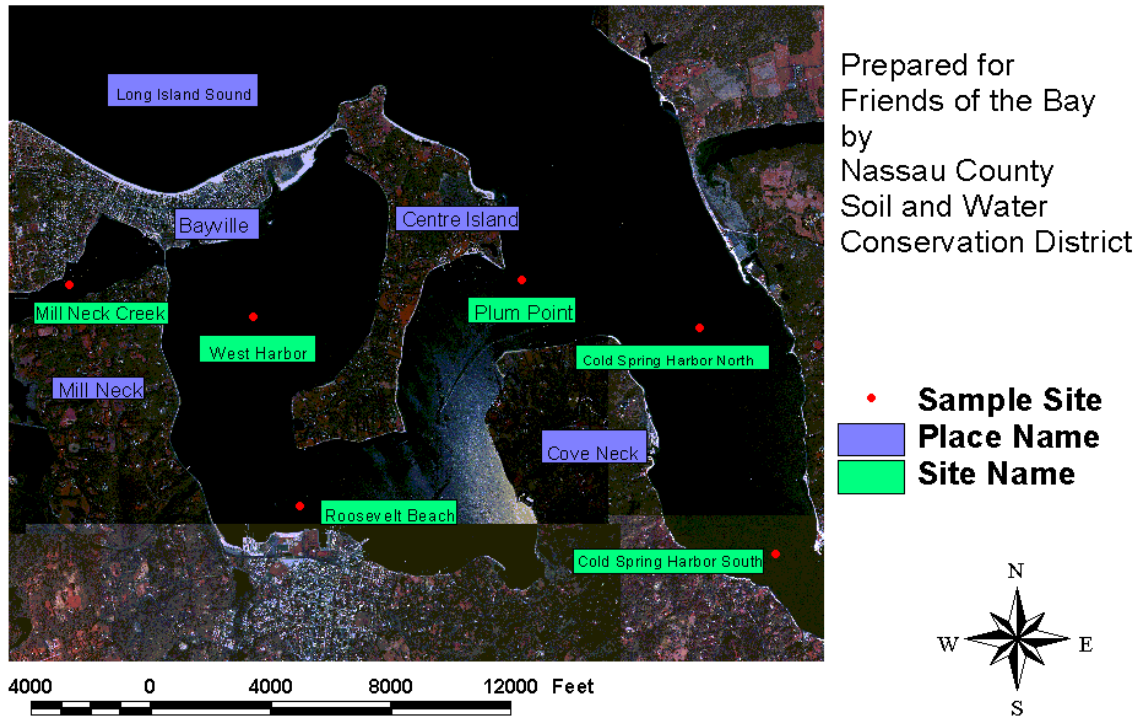 Long Island Sound
Bayville
Centre Island
Mill Neck Creek
Plum Point
West Harbor
Cold Spring Harbor North
Mill Neck
Cove Neck
Roosevelt Beach
Cold Spring Harbor South
Prepared for
Friends of the Bay
by
Nassau County
Soil and Water
Conservation District
Sample Site
Place Name
Site Name
N
W E
S
4000 0 4000 8000 12000 Feet